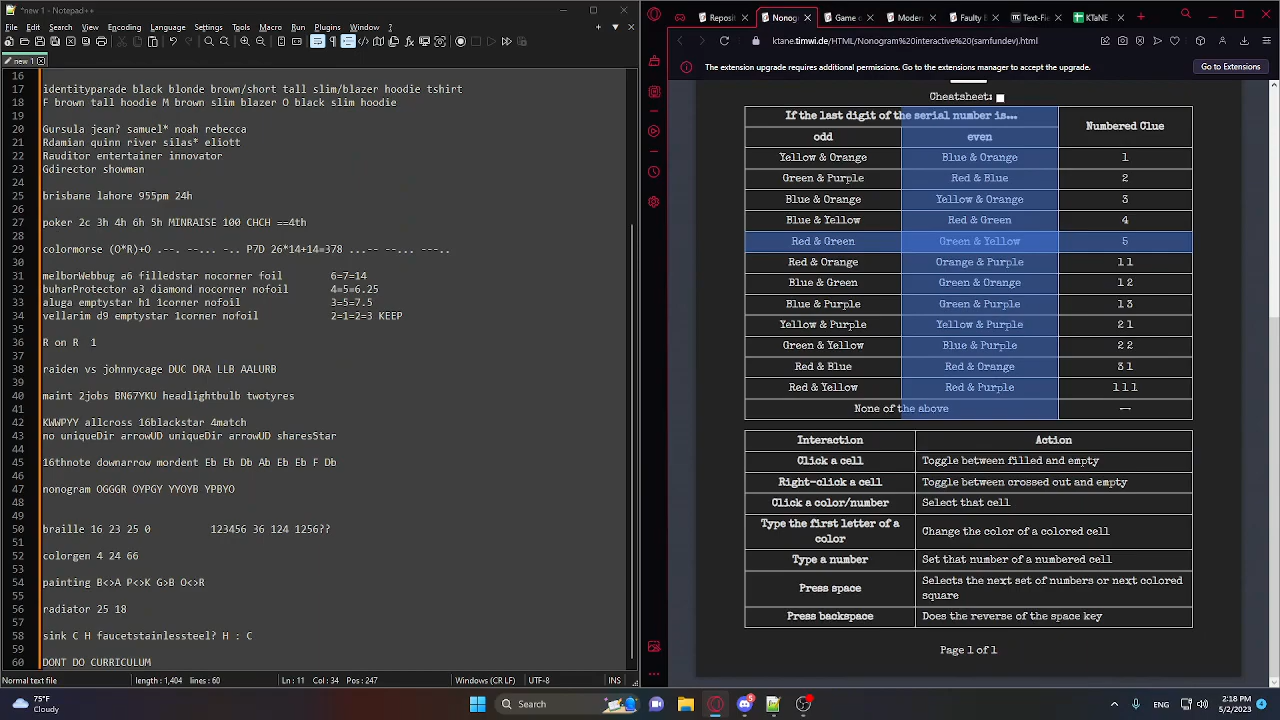 *new 1 - Notepad++
File Edit Search View Encoding Language Settings Tools Macro Run Plugins Window ?
new 1
16
17 identityparade black blonde brown/short tall slim/blazer hoodie tshirt
18 F brown tall hoodie M brown slim blazer O black slim hood
19
20 Gursula jean? samuel* noah rebecca
21 Rdamian quinn river silas* elliott
22 Rauditor entertainer innovator
23 Gdirector showman
24
25 brisbane lahore 955pm 24h
26
27 poker 2c 3h 4h 6h 5h MINRAISE 100 CHCH ==4th
28
29 colormorse (O*R)+O .--. --... -.. P7D 26*14+14=378 ...-- --... ---..
30
31 melborWebbug a6 filledstar nocorner foil 6=7=14
32 buharProtector a3 diamond nocorner nofoil 4=5=6.25
33 aluga emptystar h1 1corner nofoil 3=5=7.5
34 vellarim d9 emptystar 1corner nofoil 2=1=2=3 KEEP
35
36 R on R 1
37
38 raiden vs johnnycage DUC DRA LLB ALLUBR
39
40 maint 2jobs BN67YKU headlightbulb twotyres
41
42 KWWPYY allcross 16blackstar 4match
43 no uniqueDir arrowUD uniqueDir arrowUD sharesStar
44
45 16thnote downarrow mordent Eb Eb Db Ab Eb Eb F Db
46
47 nonogram OGGGR OYPGY YYOYB YPBYO
48
49
50 braille 16 23 25 0 123456 36 124 1256??
51
52 colorgen 4 24 66
53
54 painting B<>A P<>K G>B O<>R
55
56 radiator 25 18
57
58 sink C H faucetstainlessteel? H : C
59
60 DONT DO CURRICULUM
Normal text file length : 1,404 lines : 60 Ln : 11 Col : 34 Pos : 247 Windows (CR LF) UTF-8 INS
Reposit Nonogra Game o Modern Faulty E Text-Fie KTaNE
ktane.timwi.de/HTML/Nonogram%20interactive%20(samfundev).html
The extension upgrade requires additional permissions. Go to the extensions manager to accept the upgrade. Go to Extensions
Cheatsheet:
If the last digit of the serial number is... Numbered Clue
odd even
Yellow & Orange Blue & Orange 1
Green & Purple Red & Blue 2
Blue & Orange Yellow & Orange 3
Blue & Yellow Red & Green 4
Red & Green Green & Yellow 5
Red & Orange Orange & Purple 1 1
Blue & Green Green & Orange 1 2
Blue & Purple Green & Purple 1 3
Yellow & Purple Yellow & Purple 2 1
Green & Yellow Blue & Purple 2 2
Red & Blue Red & Orange 3 1
Red & Yellow Red & Purple 1 1 1
None of the above —
Interaction Action
Click a cell Toggle between filled and empty
Right-click a cell Toggle between crossed out and empty
Click a color/number Select that cell
Type the first letter of a color Change the color of a colored cell
Type a number Set that number of a numbered cell
Press space Selects the next set of numbers or next colored square
Press backspace Does the reverse of the space key
Page 1 of 1
75°F
Cloudy
Search
5
ENG
2:18 PM
5/2/2023
4